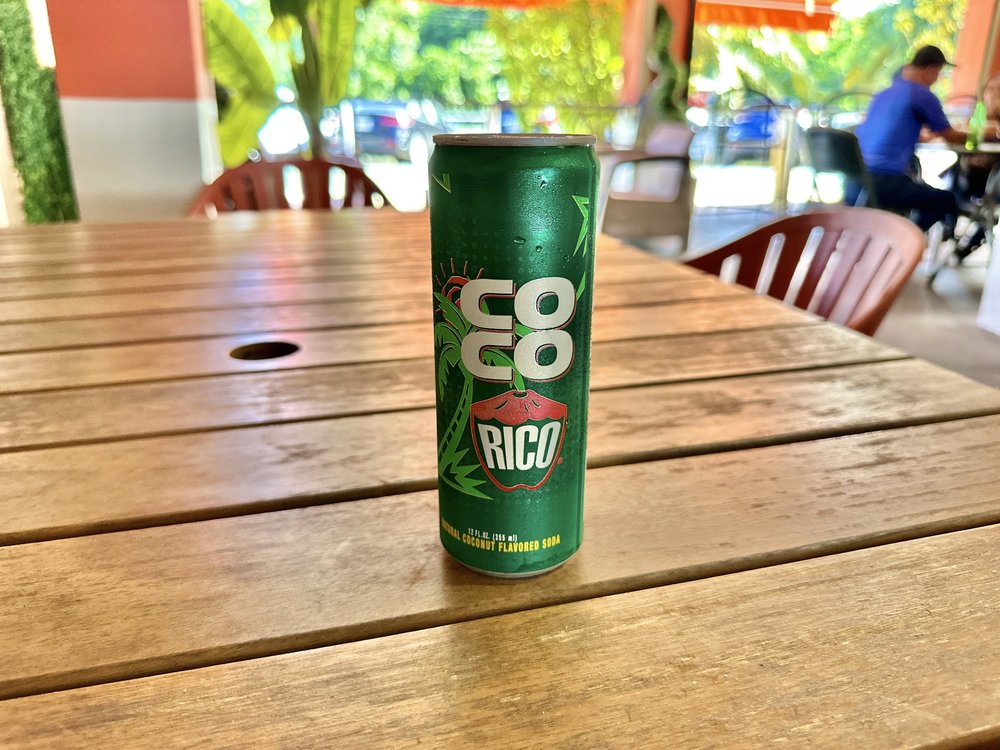 CO
CO
RICO
12 FL.OZ. (355 ml)
NATURAL COCONUT FLAVORED SODA